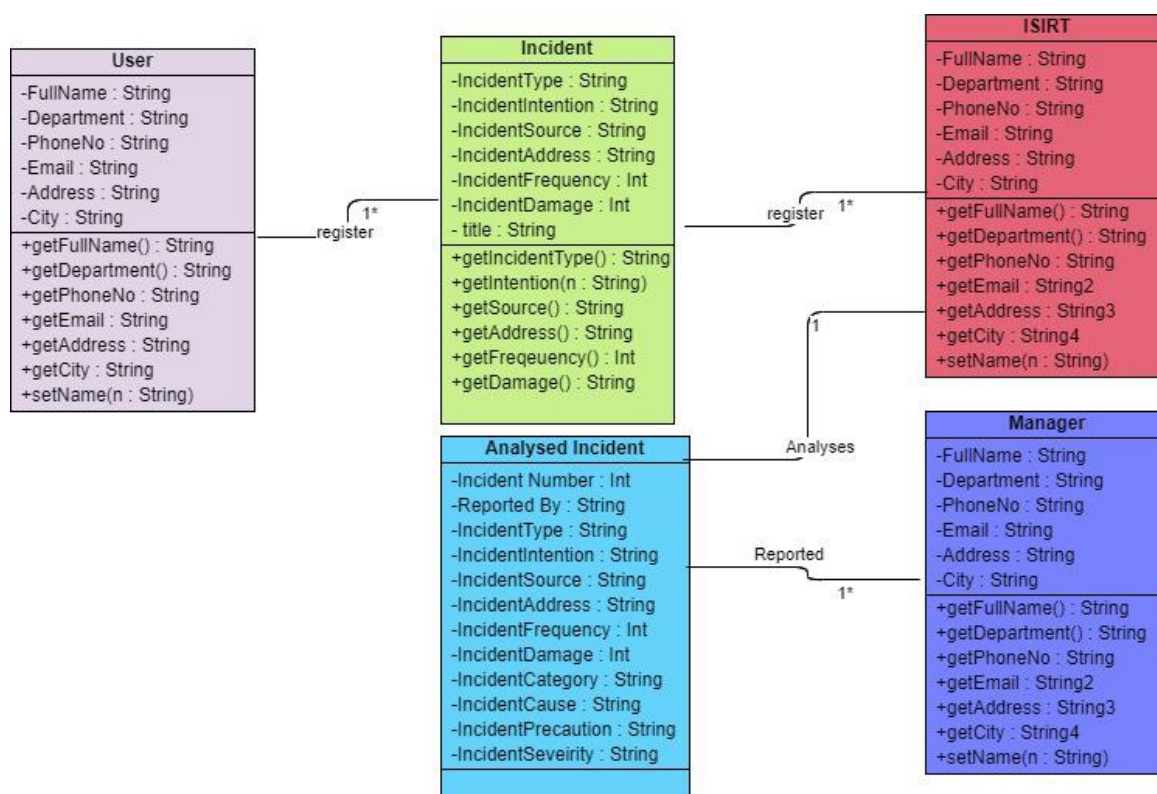 User
-FullName : String
-Department : String
-PhoneNo : String
-Email : String
-Address : String
-City : String
+getFullName() : String
+getDepartment() : String
+getPhoneNo : String
+getEmail : String
+getAddress : String
+getCity : String
+setName(n : String)
register
1*
Incident
-IncidentType : String
-IncidentIntention : String
-IncidentSource : String
-IncidentAddress : String
-IncidentFrequency : Int
-IncidentDamage : Int
- title : String
+getIncidentType() : String
+getIntention(n : String)
+getSource() : String
+getAddress() : String
+getFreqeuency() : Int
+getDamage() : String
register
1*
ISIRT
-FullName : String
-Department : String
-PhoneNo : String
-Email : String
-Address : String
-City : String
+getFullName() : String
+getDepartment() : String
+getPhoneNo : String
+getEmail : String2
+getAddress : String3
+getCity : String4
+setName(n : String)
1
Analyses
Analysed Incident
-Incident Number : Int
-Reported By : String
-IncidentType : String
-IncidentIntention : String
-IncidentSource : String
-IncidentAddress : String
-IncidentFrequency : Int
-IncidentDamage : Int
-IncidentCategory : String
-IncidentCause : String
-IncidentPrecaution : String
-IncidentSeveirity : String
Reported
1*
Manager
-FullName : String
-Department : String
-PhoneNo : String
-Email : String
-Address : String
-City : String
+getFullName() : String
+getDepartment() : String
+getPhoneNo : String
+getEmail : String2
+getAddress : String3
+getCity : String4
+setName(n : String)